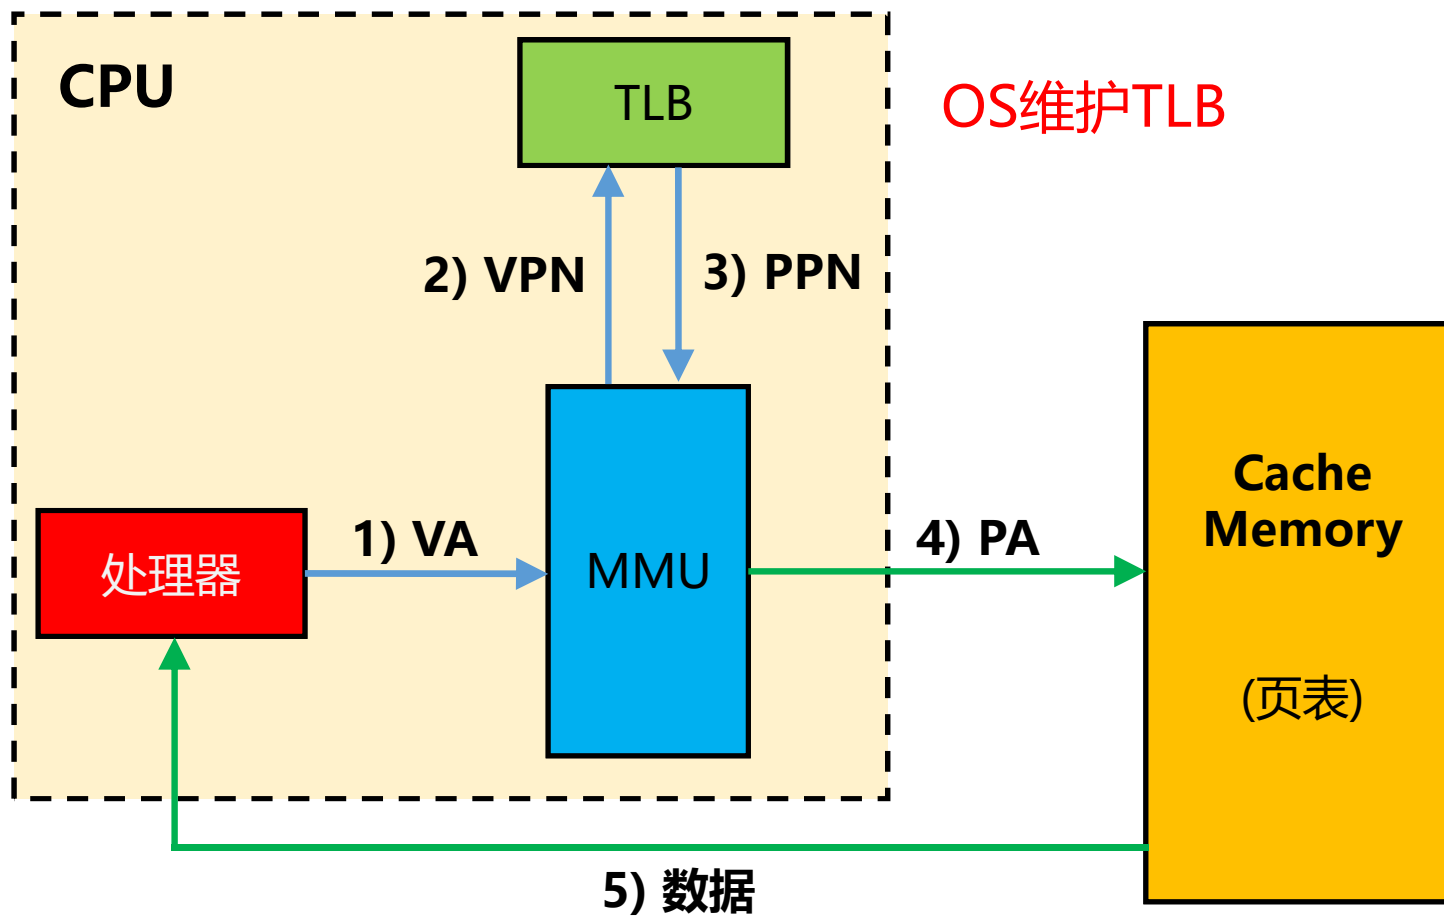 CPU
TLB
OS维护TLB
2) VPN
3) PPN
Cache
Memory
1) VA
4) PA
处理器
MMU
(页表)
5) 数据